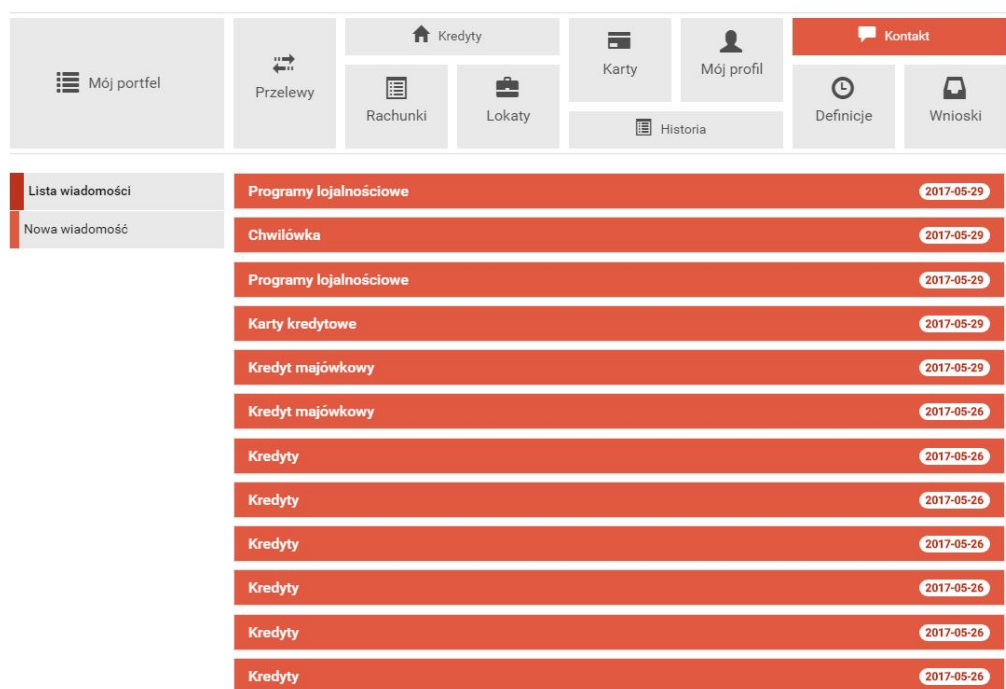 Mój portfel
Przelewy
Kredyty
Rachunki
Lokaty
Karty
Mój profil
Historia
Kontakt
Definicje
Wnioski
Lista wiadomości
Nowa wiadomość
Programy lojalnościowe 2017-05-29
Chwilówka 2017-05-29
Programy lojalnościowe 2017-05-29
Karty kredytowe 2017-05-29
Kredyt majówkowy 2017-05-29
Kredyt majówkowy 2017-05-26
Kredyty 2017-05-26
Kredyty 2017-05-26
Kredyty 2017-05-26
Kredyty 2017-05-26
Kredyty 2017-05-26
Kredyty 2017-05-26